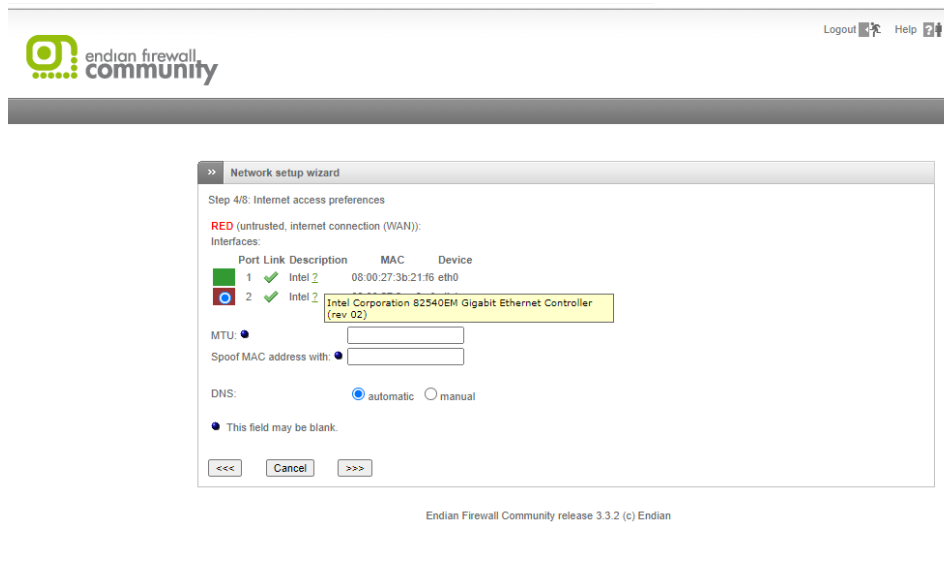 Logout Help
endian firewall
community
>> Network setup wizard
Step 4/8: Internet access preferences
RED (untrusted, internet connection (WAN)):
Interfaces:
Port Link Description MAC Device
1 Intel ? 08:00:27:3b:21:f6 eth0
2 Intel ?
Intel Corporation 82540EM Gigabit Ethernet Controller
(rev 02)
MTU:
Spoof MAC address with:
DNS: automatic manual
This field may be blank.
<<< Cancel >>>
Endian Firewall Community release 3.3.2 (c) Endian